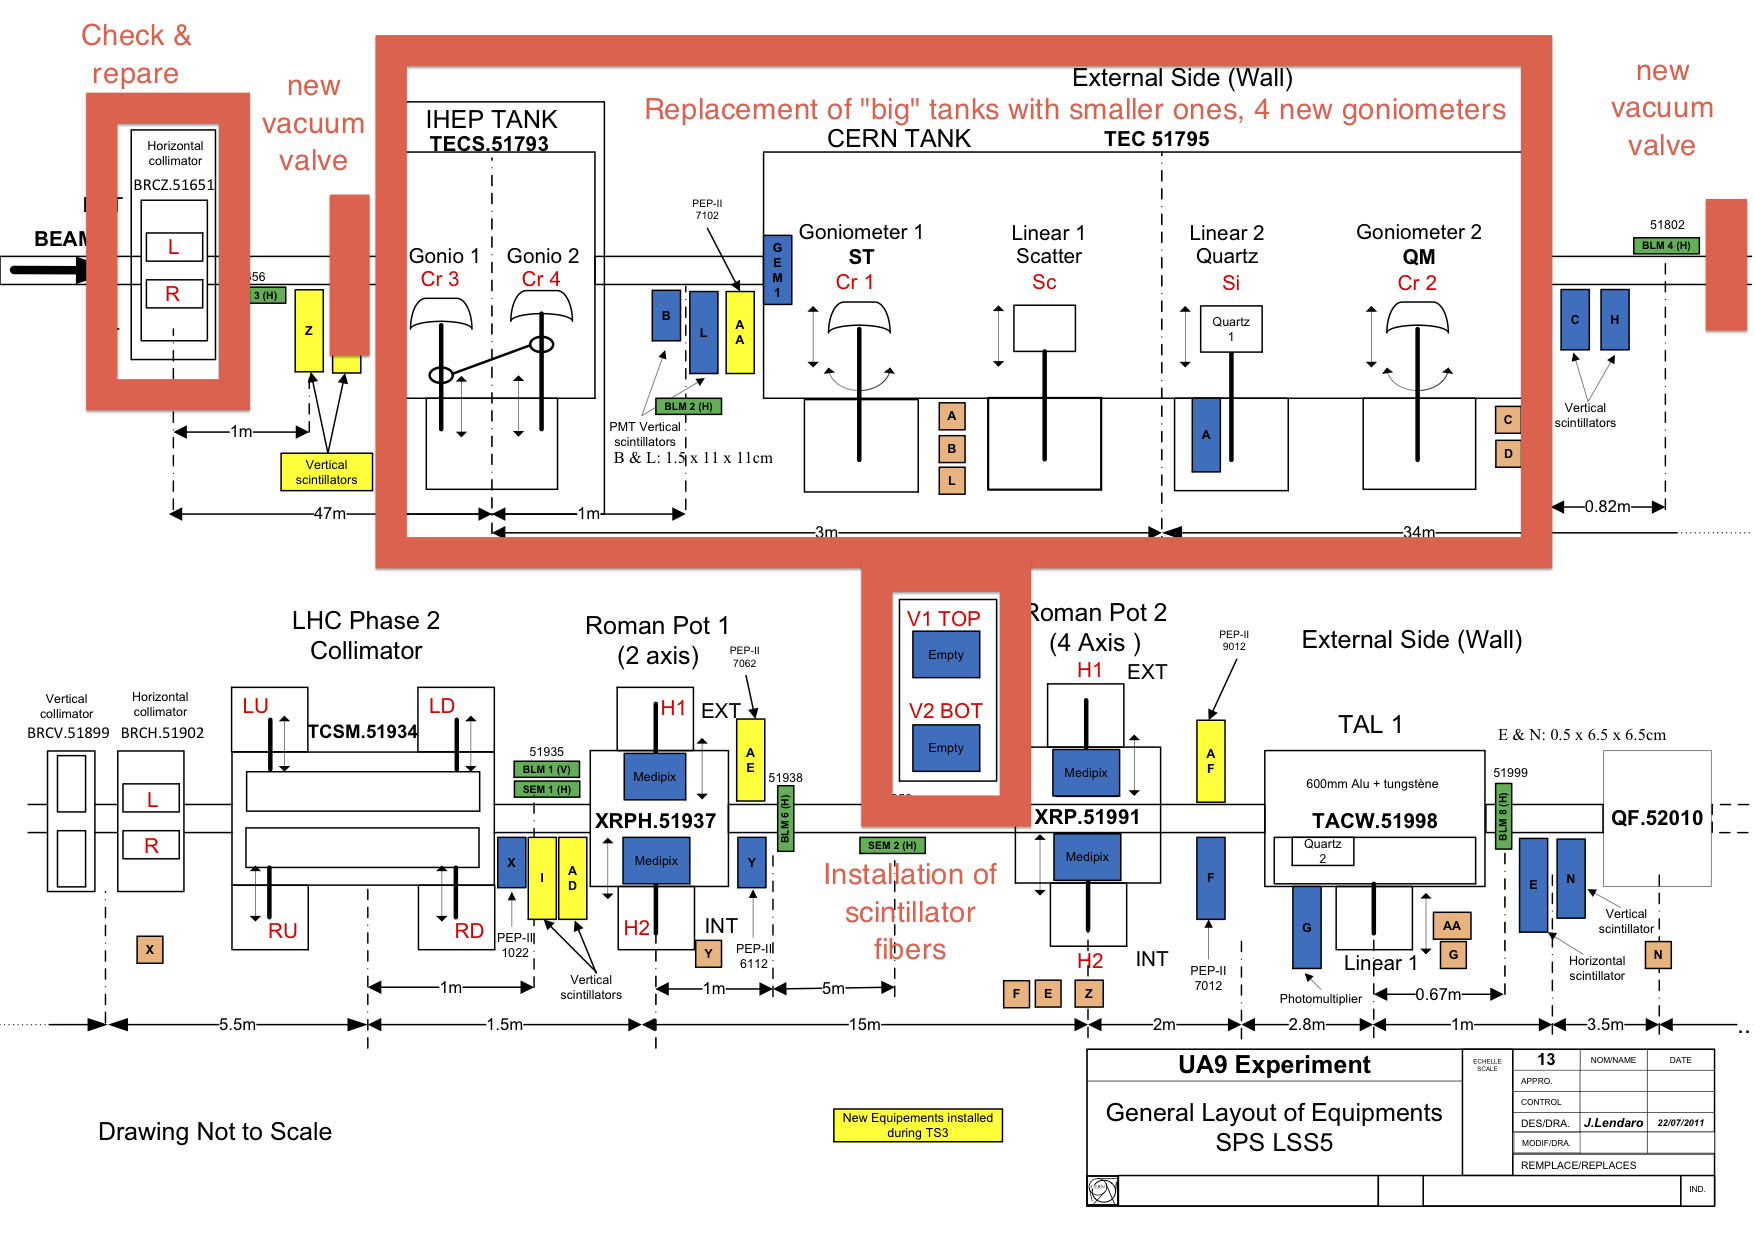 Check &
repare
new
vacuum
valve
External Side (Wall)
Replacement of "big" tanks with smaller ones, 4 new goniometers
new
vacuum
valve
IHEP TANK
TECS.51793
CERN TANK
TEC 51795
Horizontal
collimator
BRCZ.51651
L
R
BEAM
3 (H)
Z
Vertical
scintillators
1m
47m
Gonio 1
Cr 3
Gonio 2
Cr 4
PEP-II
7102
B
L
A
A
BLM 2 (H)
PMT Vertical
scintillators
B & L: 1.5 x 11 x 11cm
1m
3m
34m
G
E
M
1
Goniometer 1
ST
Cr 1
Linear 1
Scatter
Sc
Linear 2
Quartz
Si
Quartz
1
Goniometer 2
QM
Cr 2
A
B
L
A
C
D
51802
BLM 4 (H)
C
H
Vertical
scintillators
0.82m
LHC Phase 2
Collimator
Roman Pot 1
(2 axis)
V1 TOP
Empty
V2 BOT
Empty
Roman Pot 2
(4 Axis )
External Side (Wall)
Vertical
collimator
BRCV.51899
Horizontal
collimator
BRCH.51902
L
R
X
LU
LD
TCSM.51934
RU
RD
51935
BLM 1 (V)
SEM 1 (H)
X
I
A
D
PEP-II
1022
Vertical
scintillators
H1
EXT
Medipix
XRPH.51937
Medipix
H2
INT
Y
PEP-II
7062
A
E
51938
BLM 6 (H)
Y
PEP-II
6112
SEM 2 (H)
Installation of
scintillator
fibers
H1
EXT
Medipix
XRP.51991
Medipix
H2
INT
F
E
Z
PEP-II
9012
A
F
F
PEP-II
7012
TAL 1
600mm Alu + tungstène
TACW.51998
Quartz
2
G
Photomultiplier
Linear 1
AA
G
E & N: 0.5 x 6.5 x 6.5cm
51999
BLM 8 (H)
E
N
Vertical
scintillator
Horizontal
scintillator
QF.52010
N
1m
1m
5m
0.67m
5.5m
1.5m
15m
2m
2.8m
1m
3.5m
Drawing Not to Scale
New Equipements installed
during TS3
UA9 Experiment
General Layout of Equipments
SPS LSS5
ECHELLE
SCALE
13
NOM/NAME
DATE
APPRO.
CONTROL
DES/DRA.
J.Lendaro
22/07/2011
MODIF/DRA.
REMPLACE/REPLACES
IND.